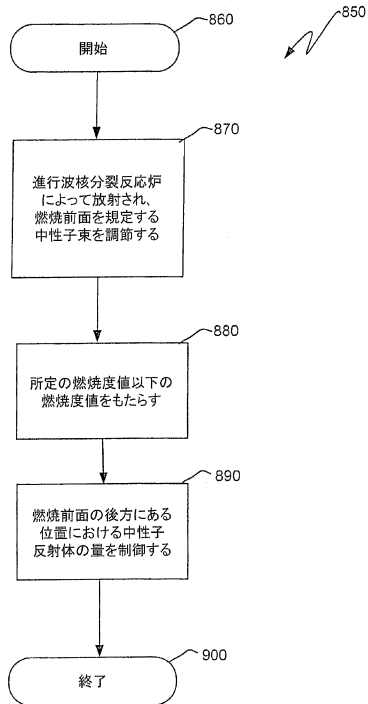 850
860
開始
870
進行波核分裂反応炉
によって放射され、
燃焼前面を規定する
中性子束を調節する
880
所定の燃焼度値以下の
燃焼度値をもたらす
890
燃焼前面の後方にある
位置における中性子
反射体の量を制御する
900
終了